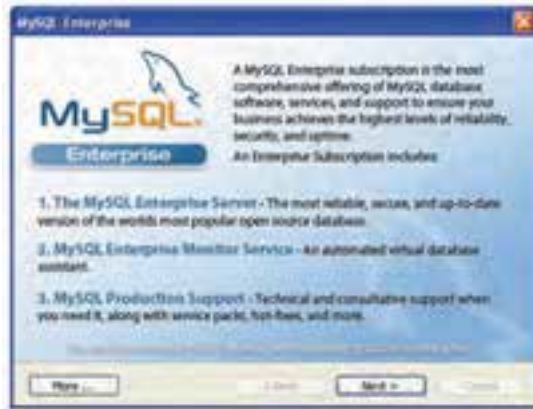 MySQL Enterprise
A MySQL Enterprise subscription is the most
comprehensive offering of MySQL database
software, services, and support to ensure your
business achieves the highest levels of reliability,
security, and uptime.
An Enterprise Subscription includes:
MySQL.
Enterprise
1. The MySQL Enterprise Server - The most reliable, secure, and up-to-date
version of the worlds most popular open source database.
2. MySQL Enterprise Monitor Service - An automated virtual database
assistant.
3. MySQL Production Support - Technical and consultative support when
you need it, along with service packs, hot-fixes, and more.
More ...
< Back
Next >
Cancel